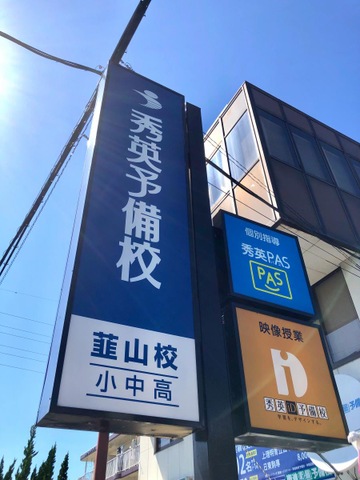 秀英予備校
韮山校
小中高
個別指導
秀英PAS
PAS
映像授業
iD
秀英iD予備校